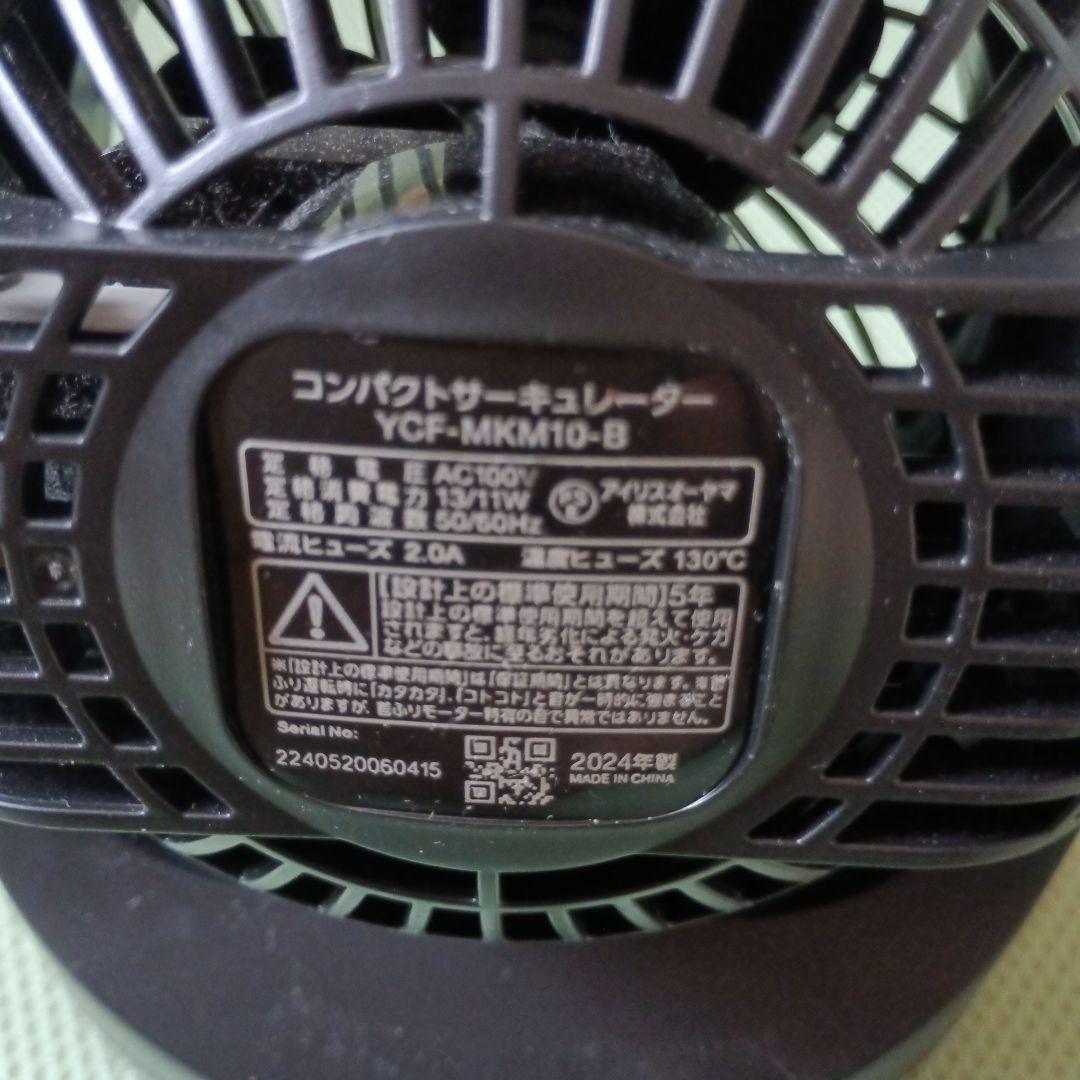 コンパクトサーキュレーター
YCF-MKM10-B
定格電圧 AC100V
定格消費電力 13/11W
定格周波数 50/60Hz
PSE
アイリスオーヤマ
株式会社
電流ヒューズ 2.0A 温度ヒューズ 130℃
【設計上の標準使用期間】5年
設計上の標準使用期間を超えて使用
されますと、経年劣化による発火・ケガ
などの事故に至るおそれがあります。
※「設計上の標準使用期間」は「保証期間」とは異なります。※首
ふり運転時に「カタカタ」、「コトコト」と音が一時的に強まること
がありますが、首ふりモーター特有の音で異常ではありません。
Serial No:
2240520060415
2024年製
MADE IN CHINA